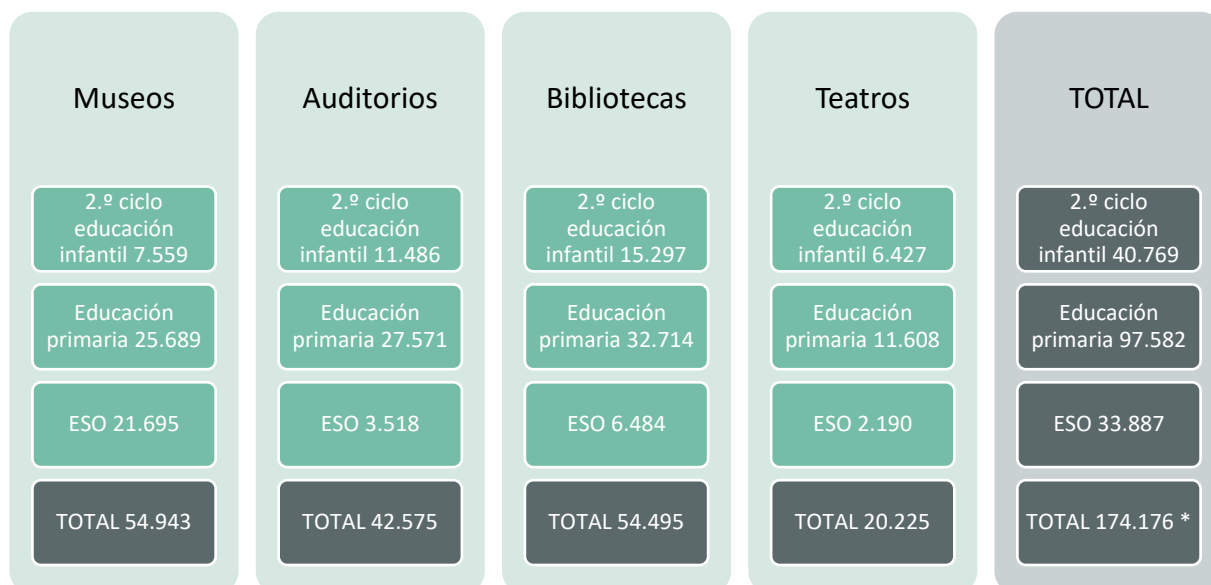 Museos
2.º ciclo
educación
infantil 7.559
Educación
primaria 25.689
ESO 21.695
TOTAL 54.943
Auditorios
2.º ciclo
educación
infantil 11.486
Educación
primaria 27.571
ESO 3.518
TOTAL 42.575
Bibliotecas
2.º ciclo
educación
infantil 15.297
Educación
primaria 32.714
ESO 6.484
TOTAL 54.495
Teatros
2.º ciclo
educación
infantil 6.427
Educación
primaria 11.608
ESO 2.190
TOTAL 20.225
TOTAL
2.º ciclo
educación
infantil 40.769
Educación
primaria 97.582
ESO 33.887
TOTAL 174.176 *